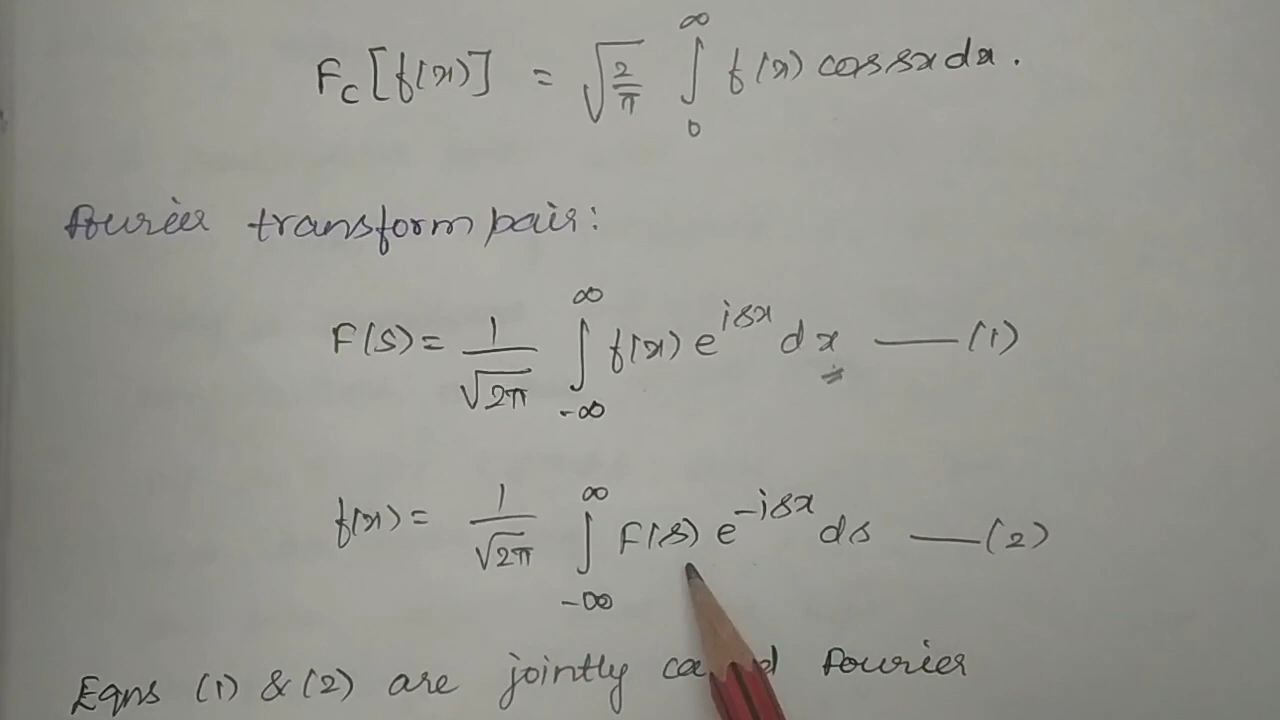 F_c[f(x)] = √(2/π) ∫₀^∞ f(x) cos sx dx.
Fourier transform pair:
F(s) = 1/√(2π) ∫_{-∞}^{∞} f(x) e^{isx} dx —(1)
f(x) = 1/√(2π) ∫_{-∞}^{∞} F(s) e^{-isx} ds —(2)
Eqns (1) & (2) are jointly Fourier